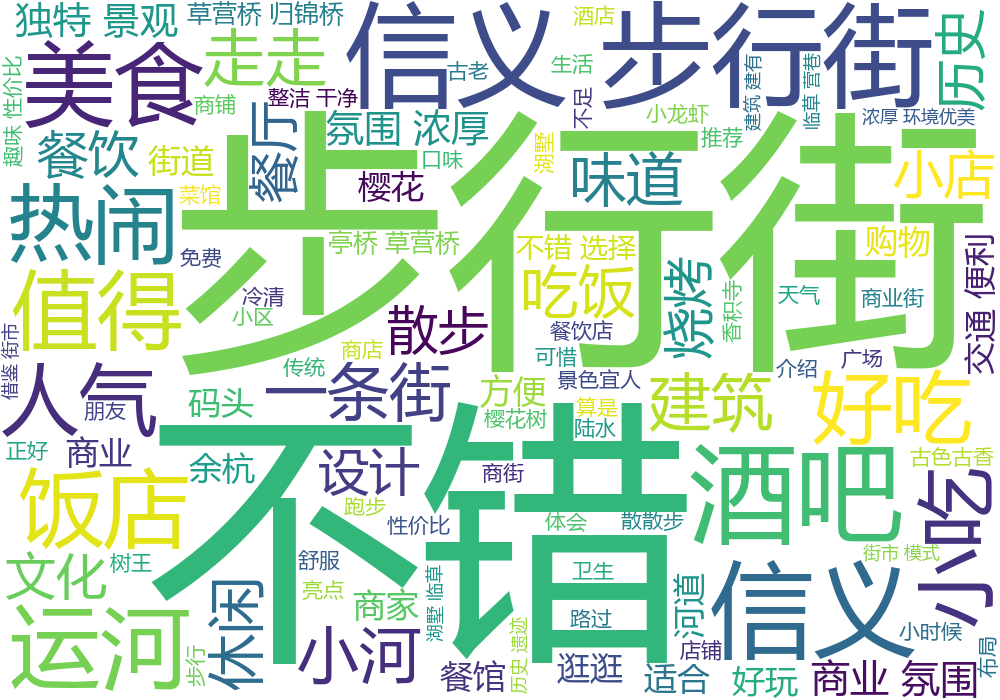 独特 景观
草营桥 归锦桥
信义 步行街
酒店
历史
美食
走走
古老
生活
趣味 性价比
商铺
整洁 干净
不足
建筑 建有
临草 营巷
小龙虾
浓厚 环境优美
餐饮
街道
餐厅
氛围 浓厚
口味
湖墅
推荐
味道
小店
菜馆
樱花
步行街
热闹
亭桥 草营桥
不错 选择
购物
免费
吃饭
烧烤
香积寺
交通 便利
值得
冷清
小区
散步
餐饮店
天气
商业街
借鉴 街市
商店
可惜
广场
传统
介绍
人气
朋友
码头
一条街
方便
景色宜人
建筑
好吃
算是
樱花树
陆水
正好
商业
余杭
设计
不错
商街
酒吧
古色古香
小吃
饭店
跑步
性价比
体会
散散步
树王
舒服
街市 模式
文化
休闲
亮点
商家
湖墅 临草
卫生
河道
信义
运河
路过
小时候
步行
小河
历史 遗迹
店铺
布局
餐馆
逛逛
适合
好玩
商业 氛围